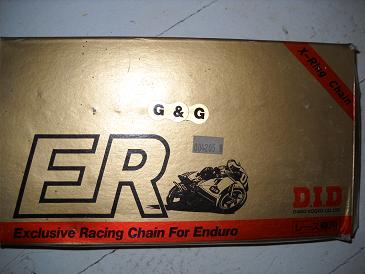 X-Ring Chain
G & G
ER
D.I.D
Exclusive Racing Chain For Enduro